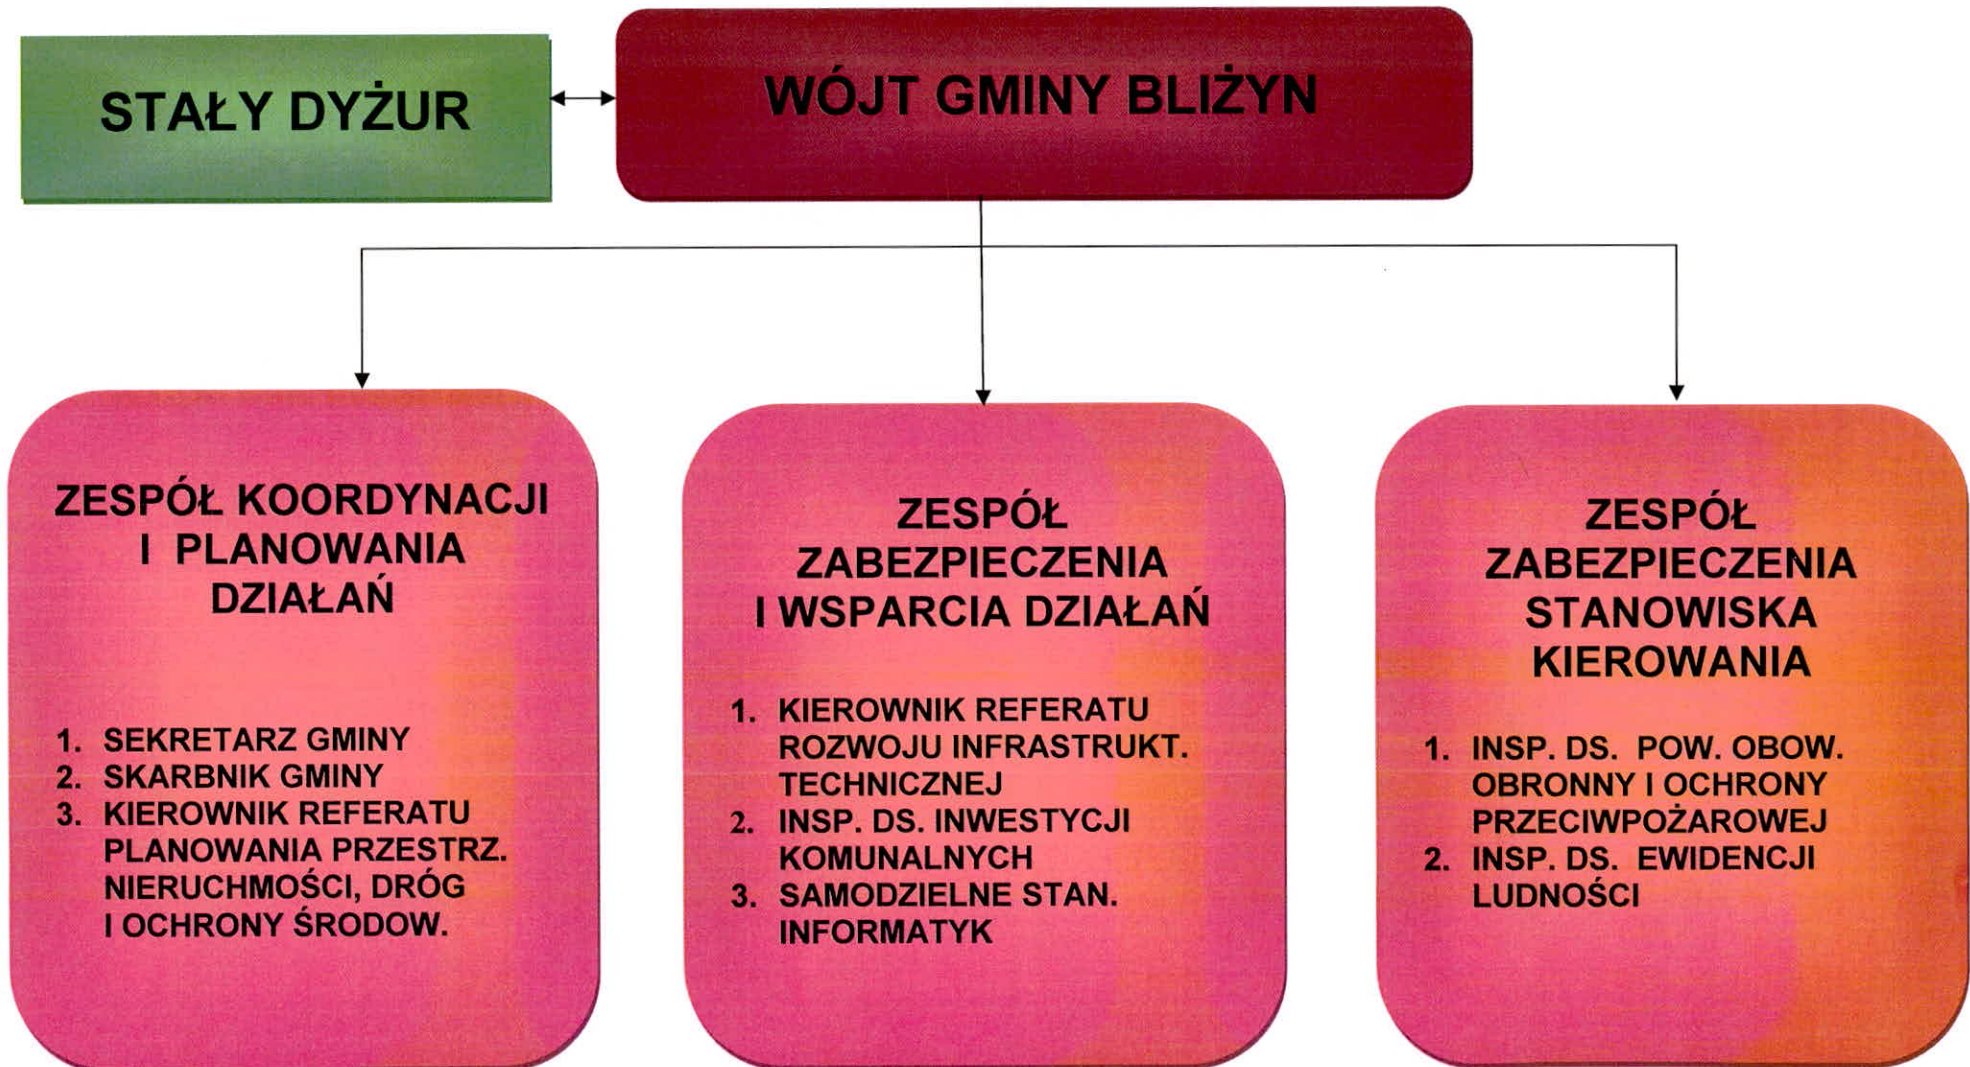 STAŁY DYŻUR
WÓJT GMINY BLIŻYN
ZESPÓŁ KOORDYNACJI
I PLANOWANIA
DZIAŁAŃ
1. SEKRETARZ GMINY
2. SKARBNIK GMINY
3. KIEROWNIK REFERATU
PLANOWANIA PRZESTRZ.
NIERUCHMOŚCI, DRÓG
I OCHRONY ŚRODOW.
ZESPÓŁ
ZABEZPIECZENIA
I WSPARCIA DZIAŁAŃ
1. KIEROWNIK REFERATU
ROZWOJU INFRASTRUKT.
TECHNICZNEJ
2. INSP. DS. INWESTYCJI
KOMUNALNYCH
3. SAMODZIELNE STAN.
INFORMATYK
ZESPÓŁ
ZABEZPIECZENIA
STANOWISKA
KIEROWANIA
1. INSP. DS. POW. OBOW.
OBRONNY I OCHRONY
PRZECIWPOŻAROWEJ
2. INSP. DS. EWIDENCJI
LUDNOŚCI